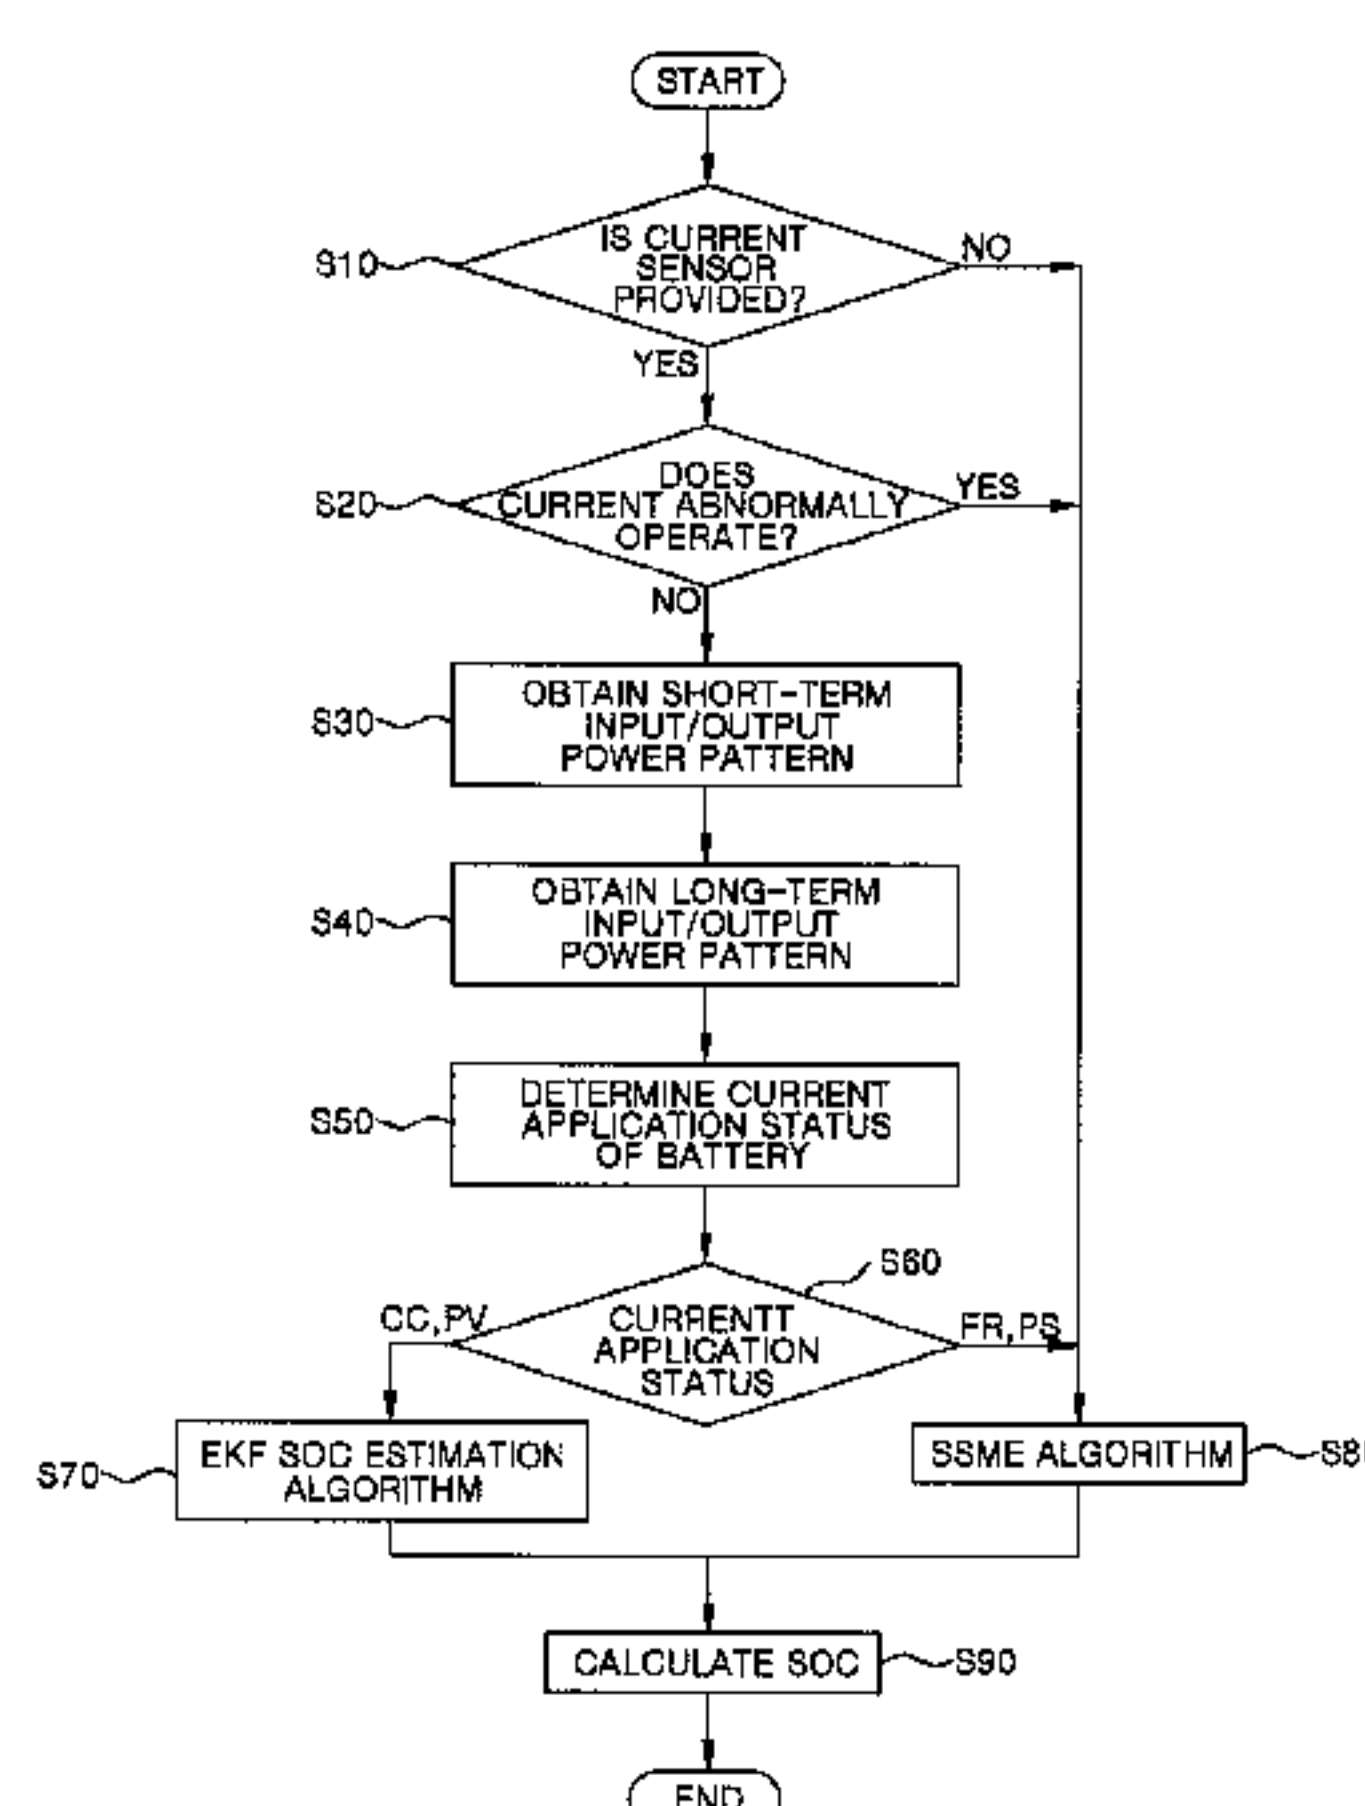 START
S10
IS CURRENT
SENSOR
PROVIDED?
NO
YES
S20
DOES
CURRENT ABNORMALLY
OPERATE?
YES
NO
S30
OBTAIN SHORT-TERM
INPUT/OUTPUT
POWER PATTERN
S40
OBTAIN LONG-TERM
INPUT/OUTPUT
POWER PATTERN
S50
DETERMINE CURRENT
APPLICATION STATUS
OF BATTERY
S60
CC,PV
CURRENTT
APPLICATION
STATUS
FR,PS
S70
EKF SOC ESTIMATION
ALGORITHM
SSME ALGORITHM
CALCULATE SOC
S90
END